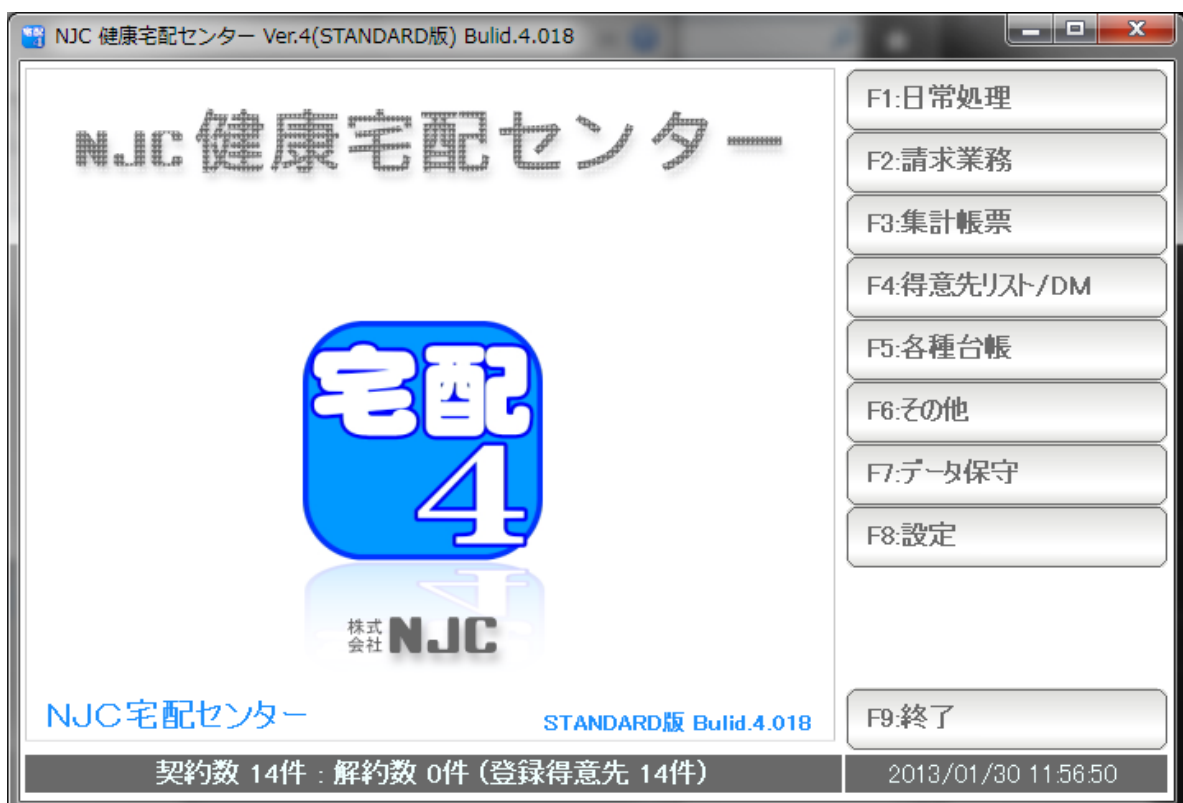 NJC 健康宅配センター Ver.4(STANDARD版) Bulid.4.018
NJC 健康宅配センター
宅配
4
株式
会社 NJC
NJC宅配センター
STANDARD版 Bulid.4.018
F1:日常処理
F2:請求業務
F3:集計帳票
F4:得意先リスト/DM
F5:各種台帳
F6:その他
F7:データ保守
F8:設定
F9:終了
契約数 14件 : 解約数 0件 (登録得意先 14件)
2013/01/30 11:56:50